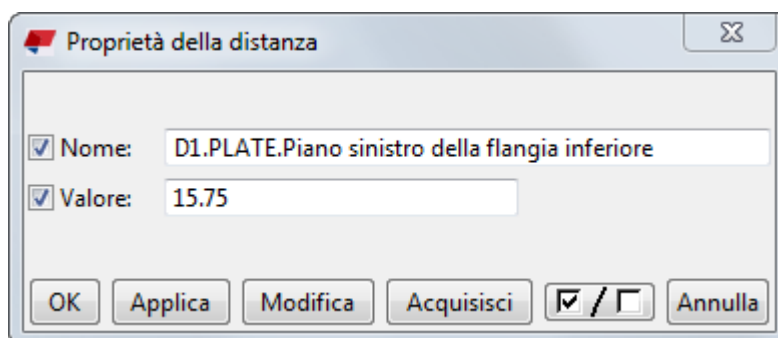 Proprietà della distanza
Nome: D1.PLATE.Piano sinistro della flangia inferiore
Valore: 15.75
OK Applica Modifica Acquisisci / Annulla